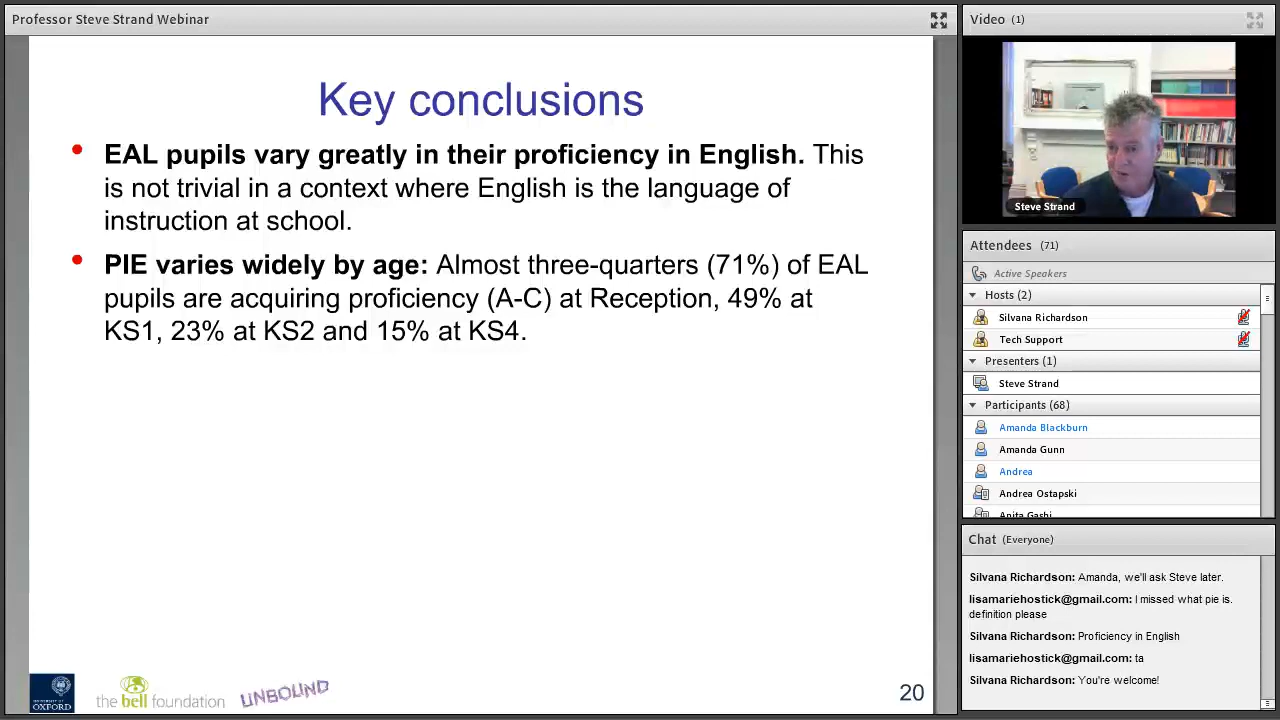 Professor Steve Strand Webinar
Key conclusions
EAL pupils vary greatly in their proficiency in English. This
is not trivial in a context where English is the language of
instruction at school.
PIE varies widely by age: Almost three-quarters (71%) of EAL
pupils are acquiring proficiency (A-C) at Reception, 49% at
KS1, 23% at KS2 and 15% at KS4.
UNIVERSITY OF
OXFORD
the bell foundation
UNBOUND
20
Video (1)
Steve Strand
Attendees (71)
Active Speakers
Hosts (2)
Silvana Richardson
Tech Support
Presenters (1)
Steve Strand
Participants (68)
Amanda Blackburn
Amanda Gunn
Andrea
Andrea Ostapski
Anita Gashi
Chat (Everyone)
Silvana Richardson: Amanda, we'll ask Steve later.
lisamariehostick@gmail.com: I missed what pie is.
definition please
Silvana Richardson: Proficiency in English
lisamariehostick@gmail.com: ta
Silvana Richardson: You're welcome!